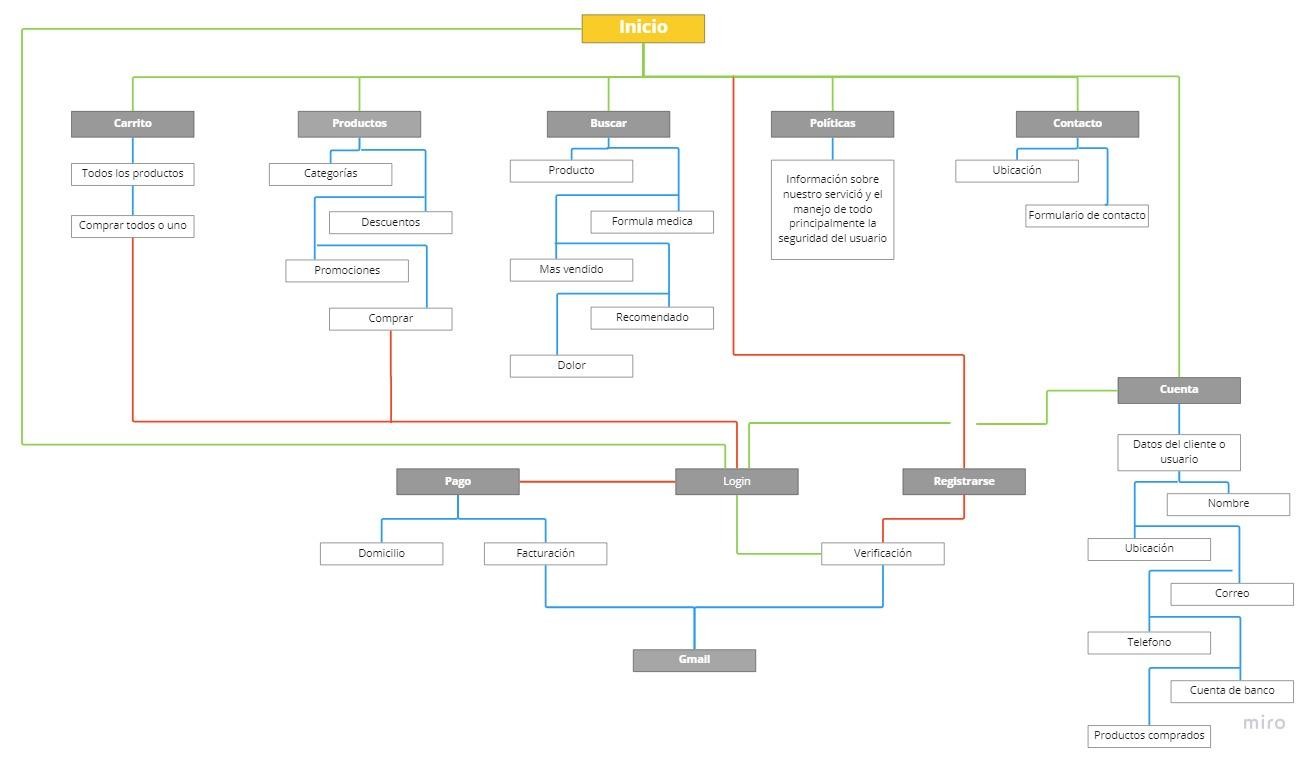 Inicio
Carrito
Productos
Buscar
Políticas
Contacto
Todos los productos
Comprar todos o uno
Categorías
Descuentos
Promociones
Comprar
Producto
Formula medica
Mas vendido
Recomendado
Dolor
Información sobre
nuestro servició y el
manejo de todo
principalmente la
seguridad del usuario
Ubicación
Formulario de contacto
Cuenta
Datos del cliente o
usuario
Nombre
Ubicación
Correo
Telefono
Cuenta de banco
Productos comprados
Pago
Login
Registrarse
Domicilio
Facturación
Verificación
Gmail
miro